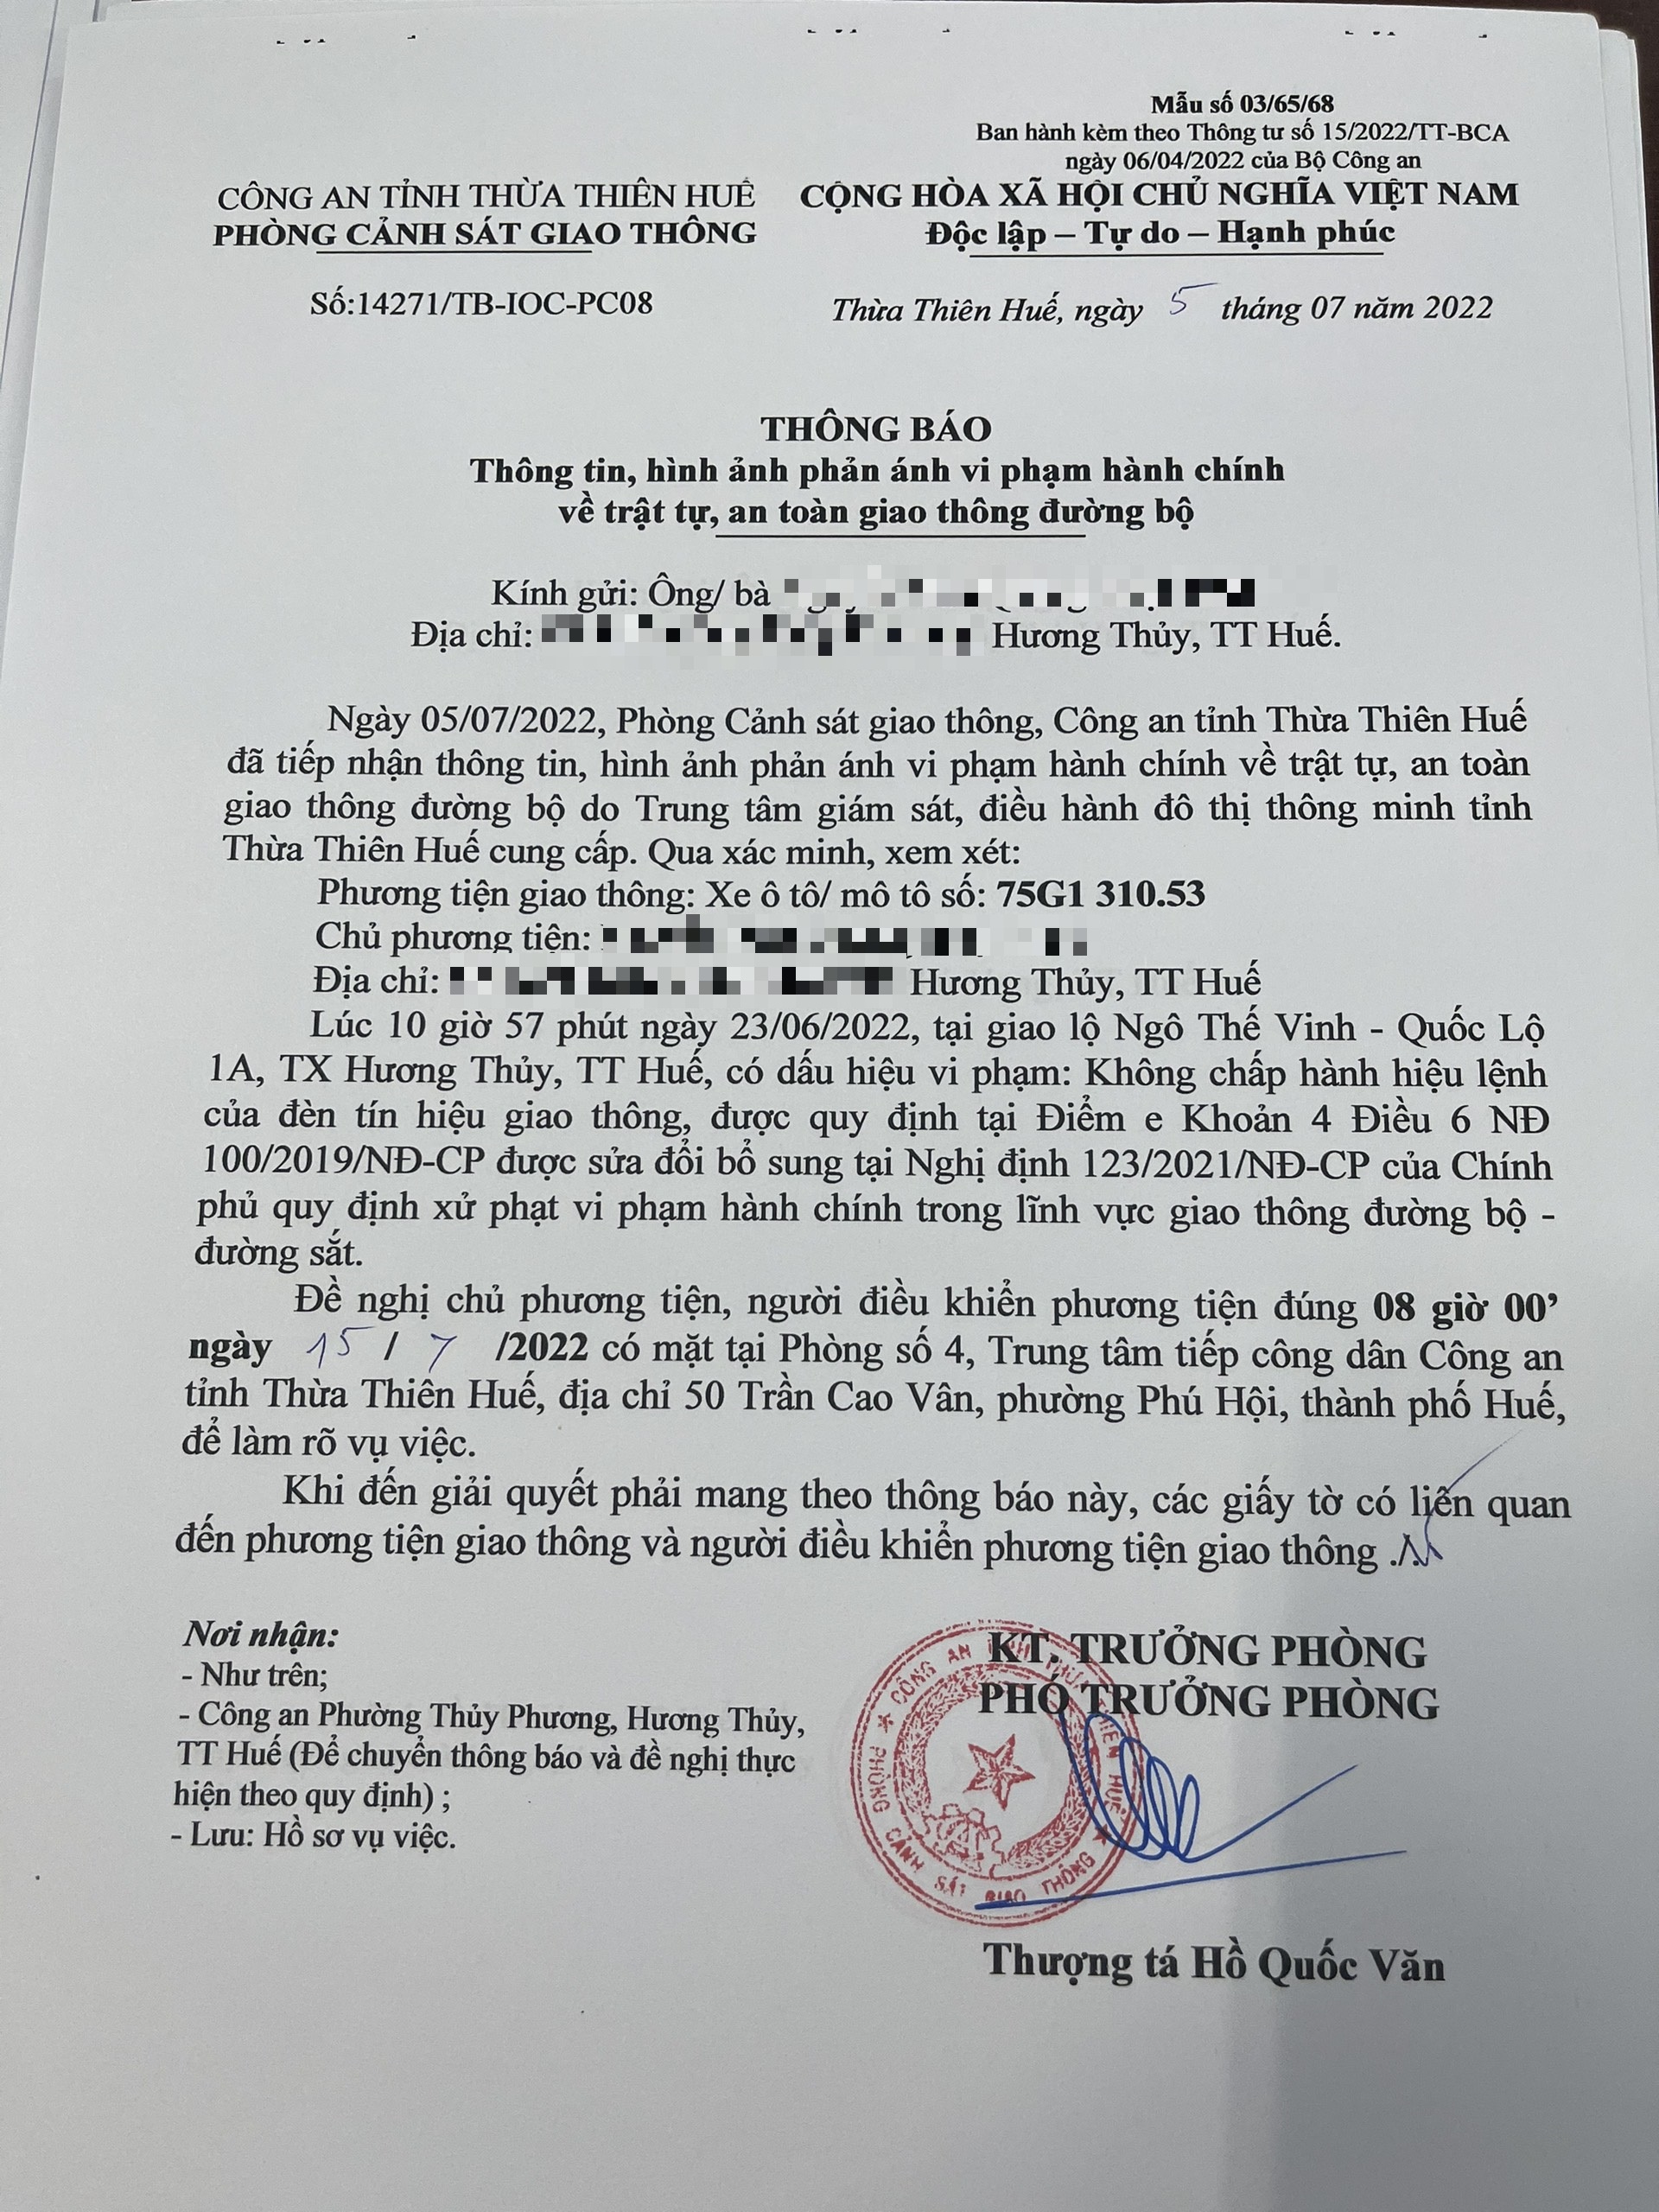 Mẫu số 03/65/68
Ban hành kèm theo Thông tư số 15/2022/TT-BCA
ngày 06/04/2022 của Bộ Công an
CÔNG AN TỈNH THỪA THIÊN HUẾ
PHÒNG CẢNH SÁT GIAO THÔNG
CỘNG HÒA XÃ HỘI CHỦ NGHĨA VIỆT NAM
Độc lập – Tự do – Hạnh phúc
Số:14271/TB-IOC-PC08
Thừa Thiên Huế, ngày 5 tháng 07 năm 2022
THÔNG BÁO
Thông tin, hình ảnh phản ánh vi phạm hành chính
về trật tự, an toàn giao thông đường bộ
Kính gửi: Ông/ bà
Địa chỉ: Hương Thủy, TT Huế.
Ngày 05/07/2022, Phòng Cảnh sát giao thông, Công an tỉnh Thừa Thiên Huế
đã tiếp nhận thông tin, hình ảnh phản ánh vi phạm hành chính về trật tự, an toàn
giao thông đường bộ do Trung tâm giám sát, điều hành đô thị thông minh tỉnh
Thừa Thiên Huế cung cấp. Qua xác minh, xem xét:
Phương tiện giao thông: Xe ô tô/ mô tô số: 75G1 310.53
Chủ phương tiện:
Địa chỉ: Hương Thủy, TT Huế
Lúc 10 giờ 57 phút ngày 23/06/2022, tại giao lộ Ngô Thế Vinh - Quốc Lộ
1A, TX Hương Thủy, TT Huế, có dấu hiệu vi phạm: Không chấp hành hiệu lệnh
của đèn tín hiệu giao thông, được quy định tại Điểm e Khoản 4 Điều 6 NĐ
100/2019/NĐ-CP được sửa đổi bổ sung tại Nghị định 123/2021/NĐ-CP của Chính
phủ quy định xử phạt vi phạm hành chính trong lĩnh vực giao thông đường bộ -
đường sắt.
Đề nghị chủ phương tiện, người điều khiển phương tiện đúng 08 giờ 00’
ngày 15 / 7 /2022 có mặt tại Phòng số 4, Trung tâm tiếp công dân Công an
tỉnh Thừa Thiên Huế, địa chỉ 50 Trần Cao Vân, phường Phú Hội, thành phố Huế,
để làm rõ vụ việc.
Khi đến giải quyết phải mang theo thông báo này, các giấy tờ có liên quan
đến phương tiện giao thông và người điều khiển phương tiện giao thông ./.
Nơi nhận:
- Như trên;
- Công an Phường Thủy Phương, Hương Thủy,
TT Huế (Để chuyển thông báo và đề nghị thực
hiện theo quy định) ;
- Lưu: Hồ sơ vụ việc.
KT. TRƯỞNG PHÒNG
PHÓ TRƯỞNG PHÒNG
CÔNG AN TỈNH THỪA THIÊN HUẾ
PHÒNG CẢNH SÁT GIAO THÔNG
Thượng tá Hồ Quốc Văn